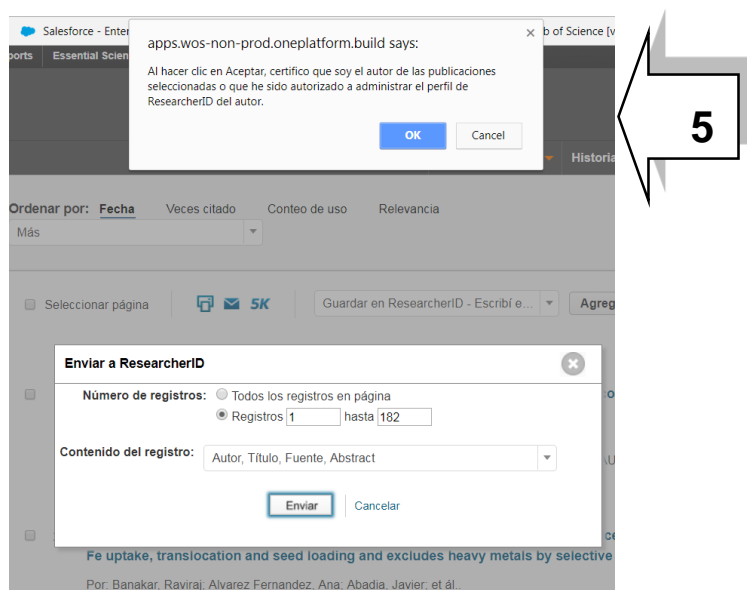 Salesforce - Enter
b of Science [v
ports Essential Scien
apps.wos-non-prod.oneplatform.build says:
Al hacer clic en Aceptar, certifico que soy el autor de las publicaciones
seleccionadas o que he sido autorizado a administrar el perfil de
ResearcherID del autor.
OK Cancel
5
Historia
Ordenar por: Fecha Veces citado Conteo de uso Relevancia
Más
Seleccionar página 5K Guardar en ResearcherID - Escribí e... Agreg
Enviar a ResearcherID
Número de registros: Todos los registros en página
Registros 1 hasta 182
Contenido del registro: Autor, Título, Fuente, Abstract
Enviar Cancelar
Fe uptake, translocation and seed loading and excludes heavy metals by selective
Por: Banakar, Raviraj; Alvarez Fernandez, Ana; Abadia, Javier; et ál..